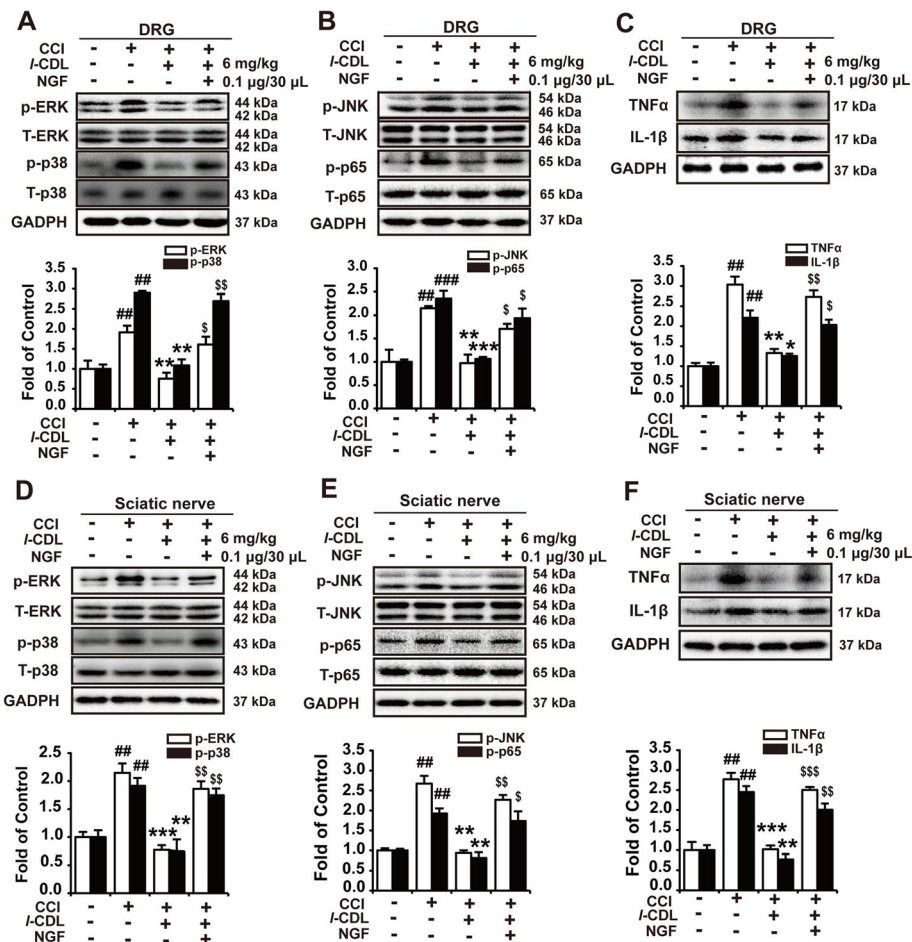 A
DRG
CCI - + + +
l-CDL - - + + 6 mg/kg
NGF - - - + 0.1 µg/30 µL
p-ERK 44 kDa
42 kDa
T-ERK 44 kDa
42 kDa
p-p38 43 kDa
T-p38 43 kDa
GADPH 37 kDa
p-ERK
p-p38
Fold of Control
3.5
3.0
2.5
2.0
1.5
1.0
0.5
0.0
## ## ** ** $ $$
CCI - + + +
l-CDL - - + +
NGF - - - +
B
DRG
CCI - + + +
l-CDL - - + + 6 mg/kg
NGF - - - + 0.1 µg/30 µL
p-JNK 54 kDa
46 kDa
T-JNK 54 kDa
46 kDa
p-p65 65 kDa
T-p65 65 kDa
GADPH 37 kDa
p-JNK
p-p65
Fold of Control
3.0
2.5
2.0
1.5
1.0
0.5
0.0
## ### ** *** $ $
CCI - + + +
l-CDL - - + +
NGF - - - +
C
DRG
CCI - + + +
l-CDL - - + + 6 mg/kg
NGF - - - + 0.1 µg/30 µL
TNFα 17 kDa
IL-1β 17 kDa
GADPH 37 kDa
TNFα
IL-1β
Fold of Control
3.5
3.0
2.5
2.0
1.5
1.0
0.5
0.0
## ## ** * $$ $
CCI - + + +
l-CDL - - + +
NGF - - - +
D
Sciatic nerve
CCI - + + +
l-CDL - - + + 6 mg/kg
NGF - - - + 0.1 µg/30 µL
p-ERK 44 kDa
42 kDa
T-ERK 44 kDa
42 kDa
p-p38 43 kDa
T-p38 43 kDa
GADPH 37 kDa
p-ERK
p-p38
Fold of Control
2.5
2.0
1.5
1.0
0.5
0.0
## ## *** ** $$ $$
CCI - + + +
l-CDL - - + +
NGF - - - +
E
Sciatic nerve
CCI - + + +
l-CDL - - + + 6 mg/kg
NGF - - - + 0.1 µg/30 µL
p-JNK 54 kDa
46 kDa
T-JNK 54 kDa
46 kDa
p-p65 65 kDa
T-p65 65 kDa
GADPH 37 kDa
p-JNK
p-p65
Fold of Control
3.5
3.0
2.5
2.0
1.5
1.0
0.5
0.0
## ## ** ** $$ $
CCI - + + +
l-CDL - - + +
NGF - - - +
F
Sciatic nerve
CCI - + + +
l-CDL - - + + 6 mg/kg
NGF - - - + 0.1 µg/30 µL
TNFα 17 kDa
IL-1β 17 kDa
GADPH 37 kDa
TNFα
IL-1β
Fold of Control
3.5
3.0
2.5
2.0
1.5
1.0
0.5
0.0
## ## *** ** $$$ $$
CCI - + + +
l-CDL - - + +
NGF - - - +